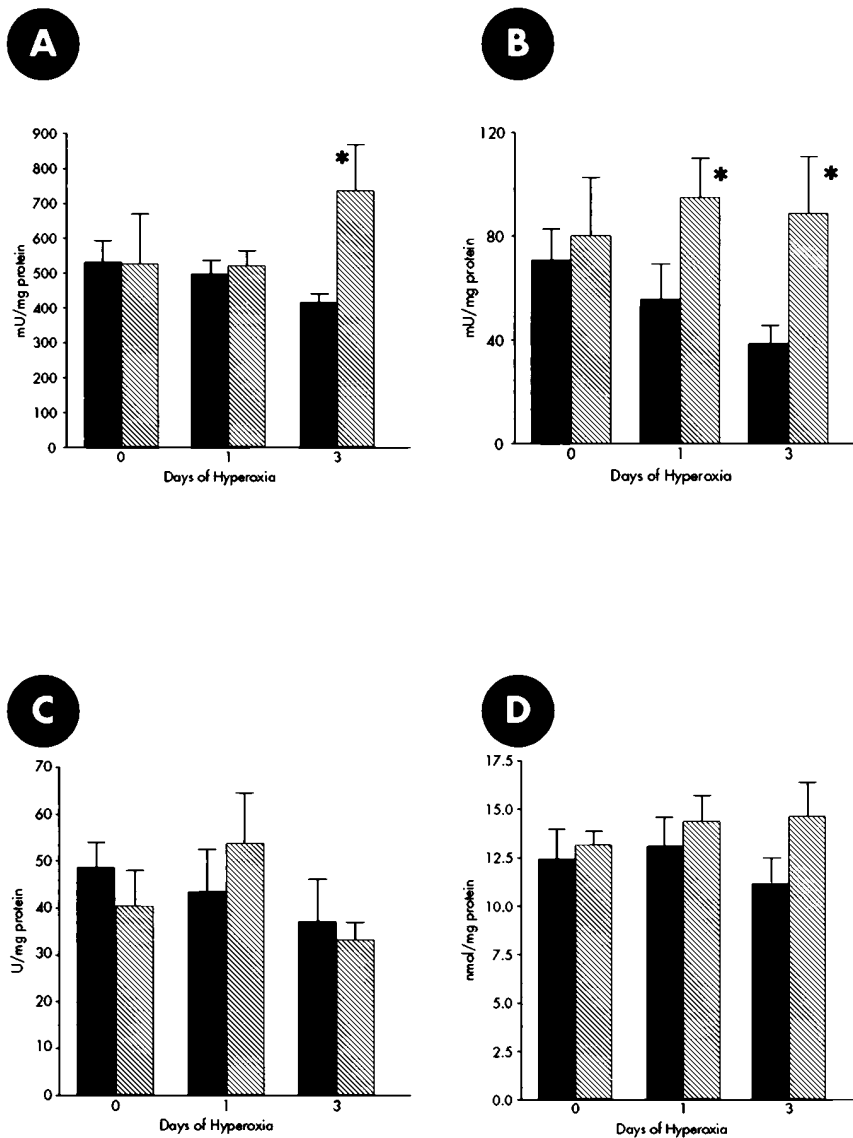 A
900
800
700
600
500
400
300
200
100
0
mU/mg protein
*
0 1 3
Days of Hyperoxia
B
120
80
40
0
mU/mg protein
* *
0 1 3
Days of Hyperoxia
C
70
60
50
40
30
20
10
0
U/mg protein
0 1 3
Days of Hyperoxia
D
17.5
15.0
12.5
10.0
7.5
5.0
2.5
0.0
nmol/mg protein
0 1 3
Days of Hyperoxia